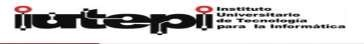 iutepi
Instituto
Universitario
de Tecnología
para la Informática